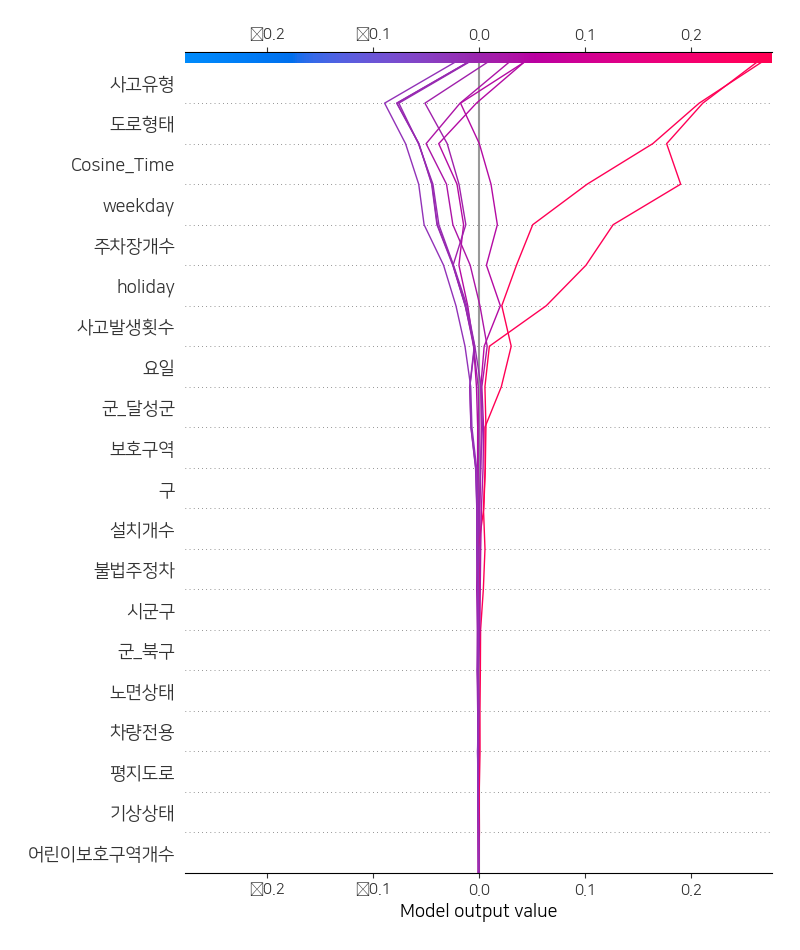 ☒0.2 ☒0.1 0.0 0.1 0.2
사고유형
도로형태
Cosine_Time
weekday
주차장개수
holiday
사고발생횟수
요일
군_달성군
보호구역
구
설치개수
불법주정차
시군구
군_북구
노면상태
차량전용
평지도로
기상상태
어린이보호구역개수
☒0.2 ☒0.1 0.0 0.1 0.2
Model output value